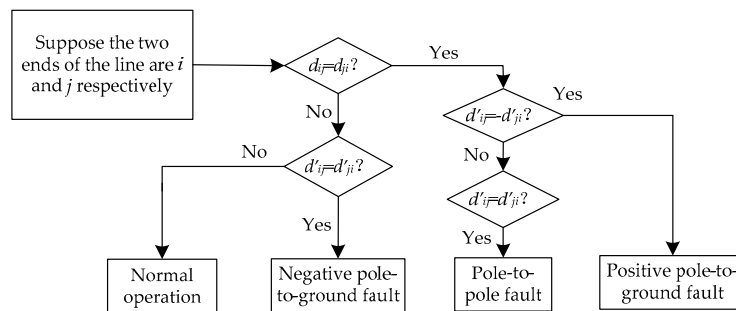 Suppose the two
ends of the line are i
and j respectively
dij=dji?
Yes
No
d'ij=-d'ji?
Yes
No
d'ij=d'ji?
No
Yes
d'ij=d'ji?
Yes
Normal
operation
Negative pole-
to-ground fault
Pole-to-
pole fault
Positive pole-to-
ground fault